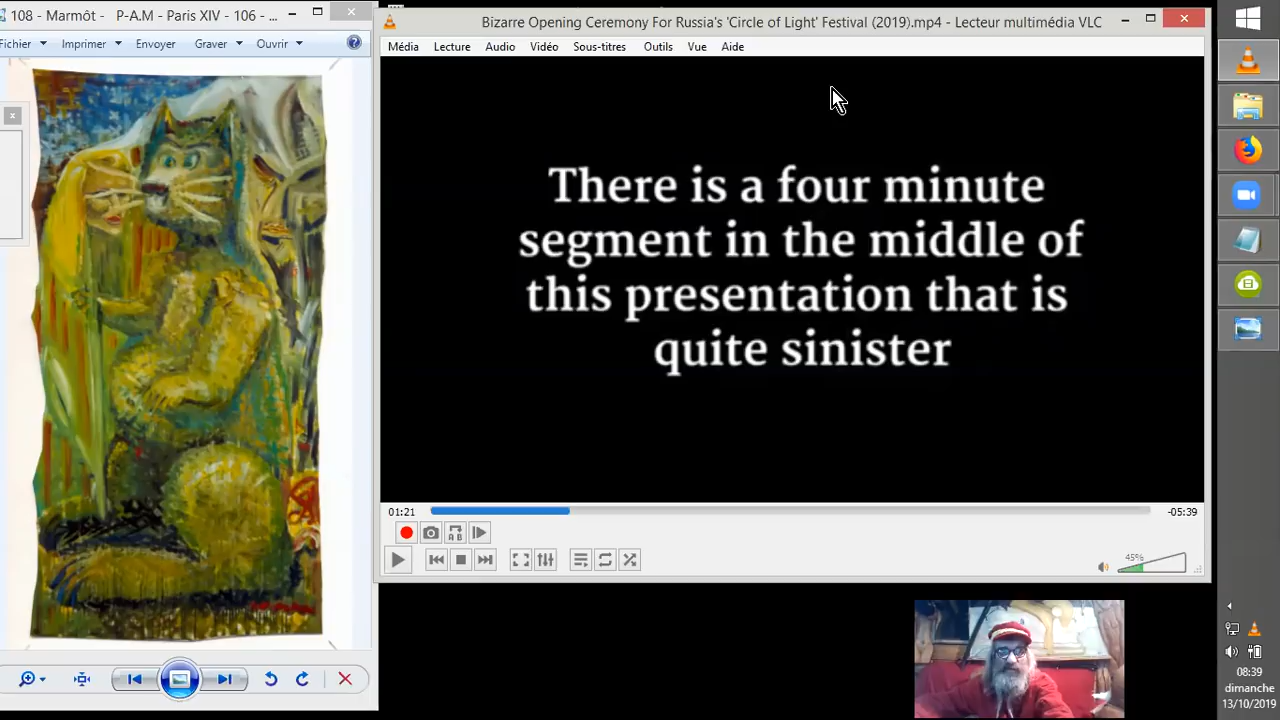 108 - Marmót -    P-A.M - Paris XIV - 106 - ...
Fichier
Imprimer
Envoyer
Graver
Ouvrir
Bizarre Opening Ceremony For Russia's 'Circle of Light' Festival (2019).mp4 - Lecteur multimédia VLC
Média Lecture Audio Vidéo Sous-titres Outils Vue Aide
There is a four minute
segment in the middle of
this presentation that is
quite sinister
01:21
-05:39
A B
45%
08:39
dimanche
13/10/2019